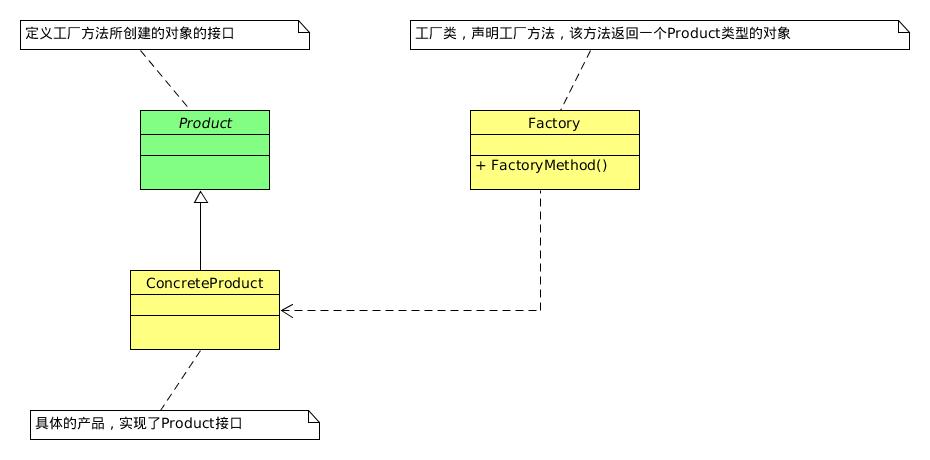 定义工厂方法所创建的对象的接口
工厂类，声明工厂方法，该方法返回一个Product类型的对象
Product
Factory
+ FactoryMethod()
ConcreteProduct
具体的产品，实现了Product接口